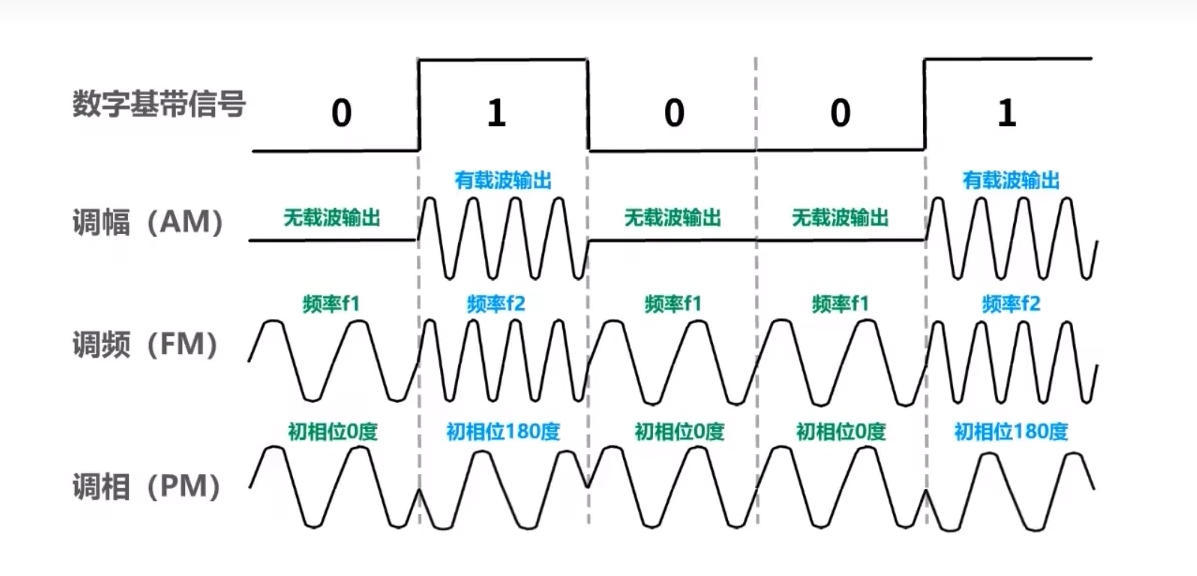 数字基带信号 0 1 0 0 1
有载波输出 有载波输出
调幅（AM） 无载波输出 无载波输出 无载波输出
频率f1 频率f2 频率f1 频率f1 频率f2
调频（FM）
初相位0度 初相位180度 初相位0度 初相位0度 初相位180度
调相（PM）